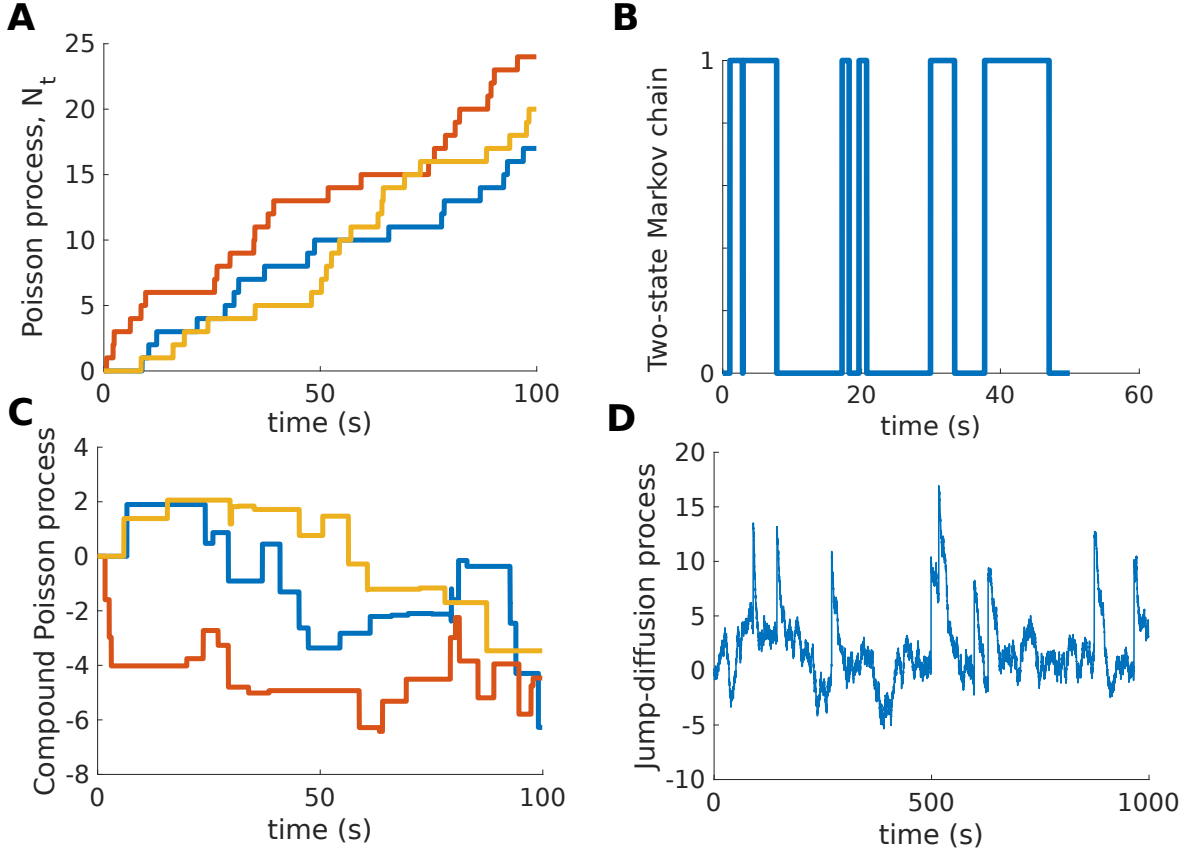 A
Poisson process, N_t
25
20
15
10
5
0
0 50 100
time (s)
B
Two-state Markov chain
1
0
0 20 40 60
time (s)
C
Compound Poisson process
4
2
0
-2
-4
-6
-8
0 50 100
time (s)
D
Jump-diffusion process
20
15
10
5
0
-5
-10
0 500 1000
time (s)